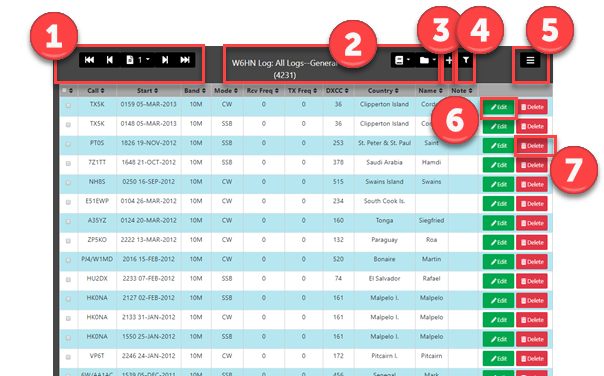 1
2
3
4
5
1
W6HN Log: All Logs--General
(4231)
Call Start Band Mode Rcv Freq TX Freq DXCC Country Name Note
TX5K 0159 05-MAR-2013 10M CW 0 0 36 Clipperton Island Edit Delete
6
TX5K 0148 05-MAR-2013 10M SSB 0 0 36 Clipperton Island Edit Delete
PT0S 1826 19-NOV-2012 10M SSB 0 0 253 St. Peter & St. Paul Saint Edit Delete
7
7Z1TT 1648 21-OCT-2012 10M SSB 0 0 378 Saudi Arabia Hamdi Edit Delete
NH8S 0250 16-SEP-2012 10M CW 0 0 515 Swains Island Swains Edit Delete
E51EWP 0104 26-MAR-2012 10M CW 0 0 234 South Cook Is. Edit Delete
A35YZ 0124 20-MAR-2012 10M CW 0 0 160 Tonga Siegfried Edit Delete
ZP5KO 2222 13-MAR-2012 10M CW 0 0 132 Paraguay Roa Edit Delete
PJ4/W1MD 2016 15-FEB-2012 10M CW 0 0 520 Bonaire Martin Edit Delete
HU2DX 2233 07-FEB-2012 10M SSB 0 0 74 El Salvador Rafael Edit Delete
HK0NA 2127 02-FEB-2012 10M SSB 0 0 161 Malpelo I. Malpelo Edit Delete
HK0NA 2133 31-JAN-2012 10M CW 0 0 161 Malpelo I. Malpelo Edit Delete
HK0NA 1550 25-JAN-2012 10M SSB 0 0 161 Malpelo I. Malpelo Edit Delete
VP6T 2246 24-JAN-2012 10M CW 0 0 172 Pitcairn I. Pitcairn Edit Delete
6W/AA1AC 1539 05-DEC-2011 10M SSB 0 0 456 Senegal Mark Edit Delete